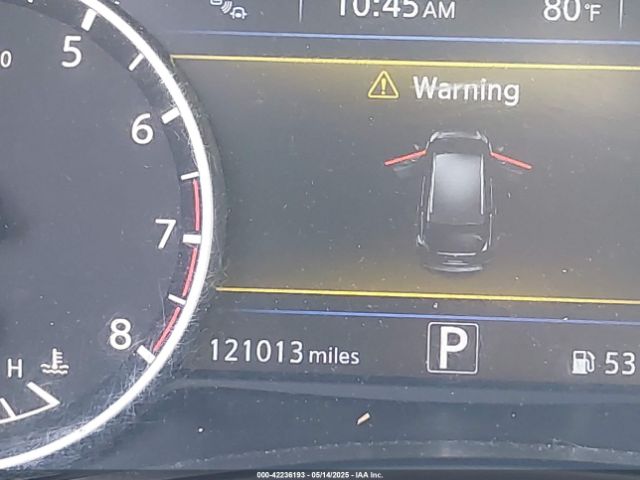 10:45 AM 80°F
5
0
Warning
6
7
8
121013 miles P 53
H
000-42236193 - 05/14/2025 - IAA Inc.